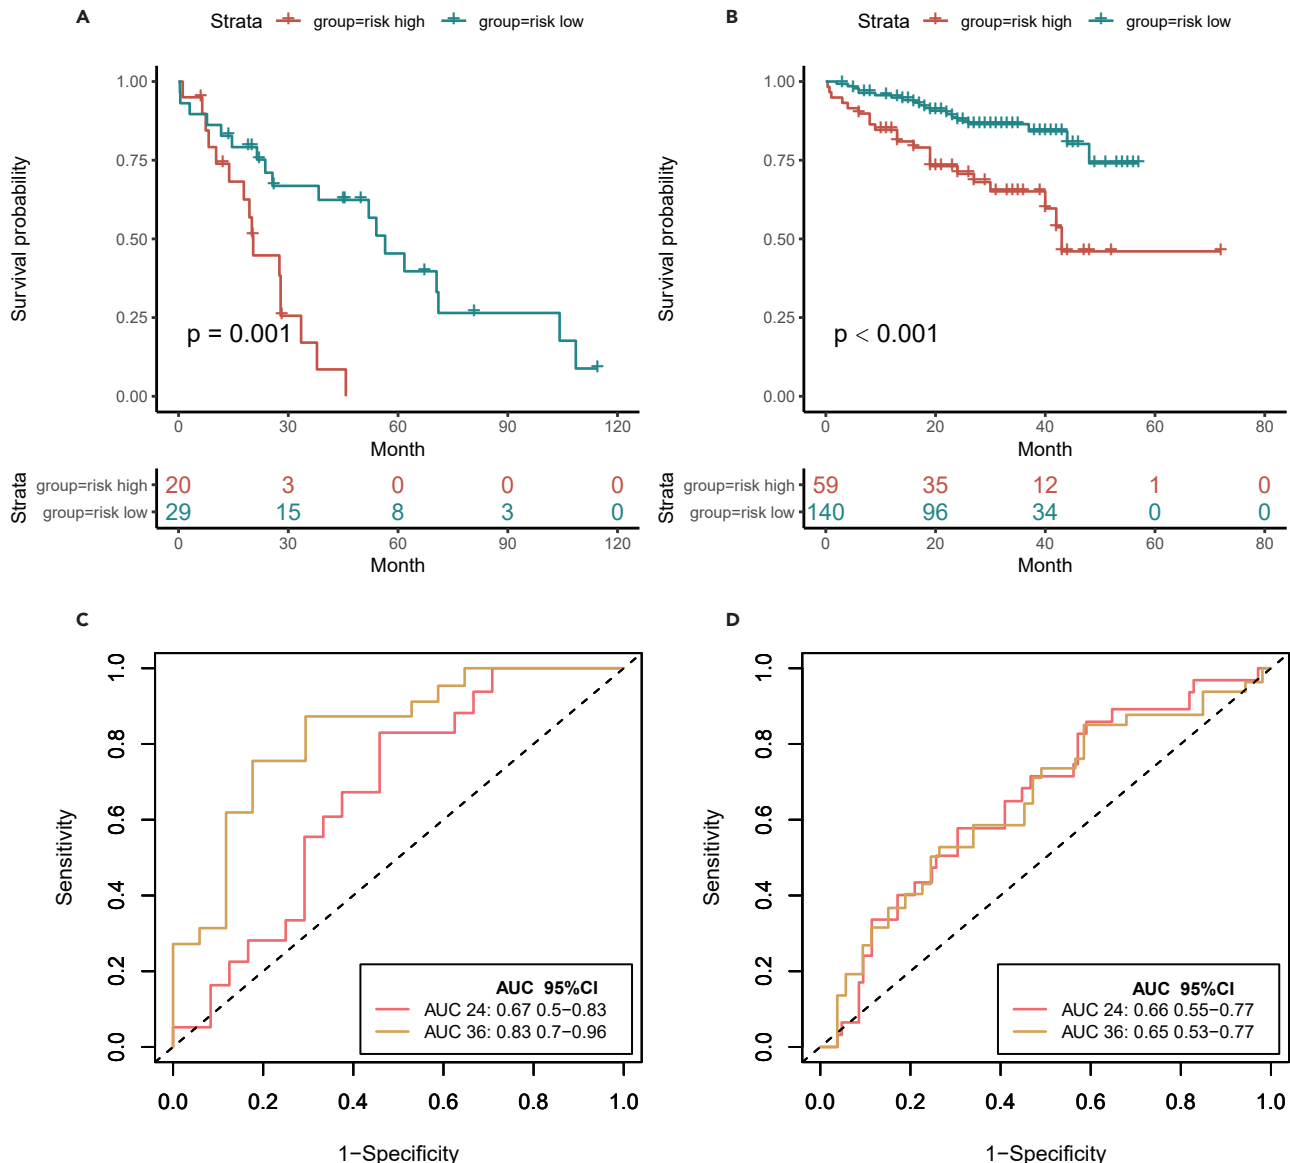 A
Strata group=risk high group=risk low
Survival probability
1.00
0.75
0.50
0.25
0.00
p = 0.001
0 30 60 90 120
Month
Strata
group=risk high 20 3 0 0 0
group=risk low 29 15 8 3 0
0 30 60 90 120
Month
B
Strata group=risk high group=risk low
Survival probability
1.00
0.75
0.50
0.25
0.00
p < 0.001
0 20 40 60 80
Month
Strata
group=risk high 59 35 12 1 0
group=risk low 140 96 34 0 0
0 20 40 60 80
Month
C
Sensitivity
1.0
0.8
0.6
0.4
0.2
0.0
AUC 95%CI
AUC 24: 0.67 0.5−0.83
AUC 36: 0.83 0.7−0.96
0.0 0.2 0.4 0.6 0.8 1.0
1−Specificity
D
Sensitivity
1.0
0.8
0.6
0.4
0.2
0.0
AUC 95%CI
AUC 24: 0.66 0.55−0.77
AUC 36: 0.65 0.53−0.77
0.0 0.2 0.4 0.6 0.8 1.0
1−Specificity